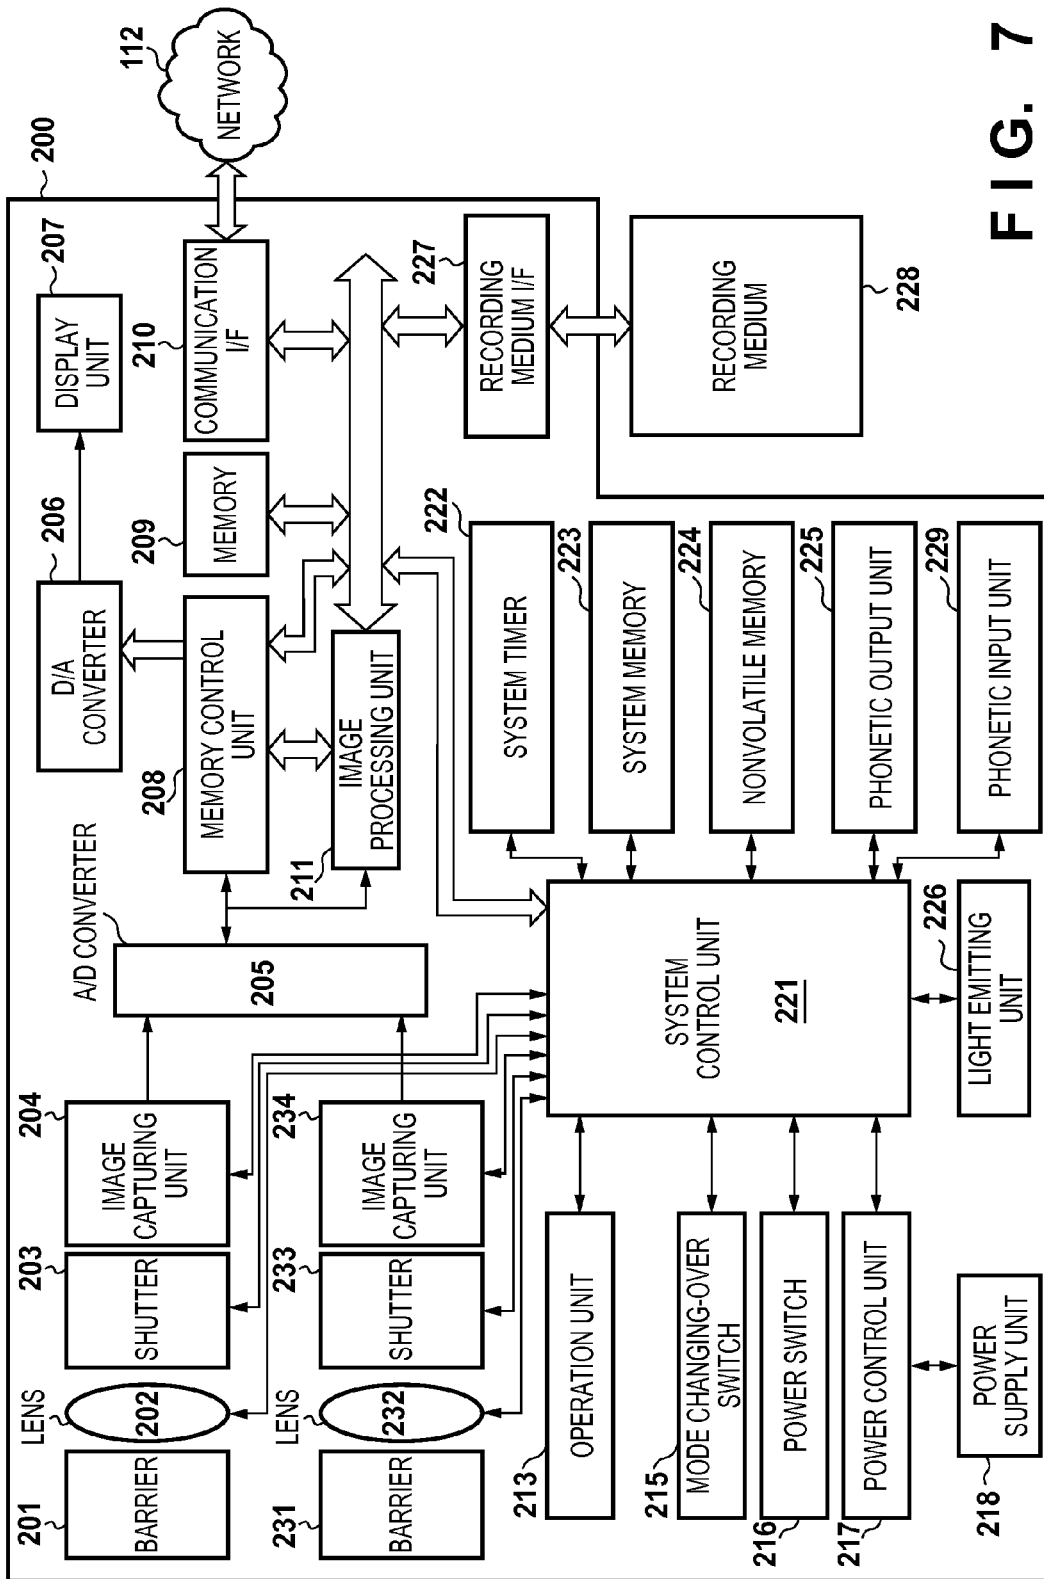 201
BARRIER
LENS
202
203
SHUTTER
204
IMAGE
CAPTURING
UNIT
A/D CONVERTER
205
206
D/A
CONVERTER
207
DISPLAY
UNIT
200
208
MEMORY CONTROL
UNIT
209
MEMORY
210
COMMUNICATION
I/F
112
NETWORK
231
BARRIER
LENS
232
233
SHUTTER
234
IMAGE
CAPTURING
UNIT
211
IMAGE
PROCESSING UNIT
227
RECORDING
MEDIUM I/F
RECORDING
MEDIUM
228
213
OPERATION UNIT
215
MODE CHANGING-OVER
SWITCH
216
POWER SWITCH
217
POWER CONTROL UNIT
218
POWER
SUPPLY UNIT
SYSTEM
CONTROL UNIT
221
226
LIGHT EMITTING
UNIT
222
SYSTEM TIMER
223
SYSTEM MEMORY
224
NONVOLATILE MEMORY
225
PHONETIC OUTPUT UNIT
229
PHONETIC INPUT UNIT
FIG. 7